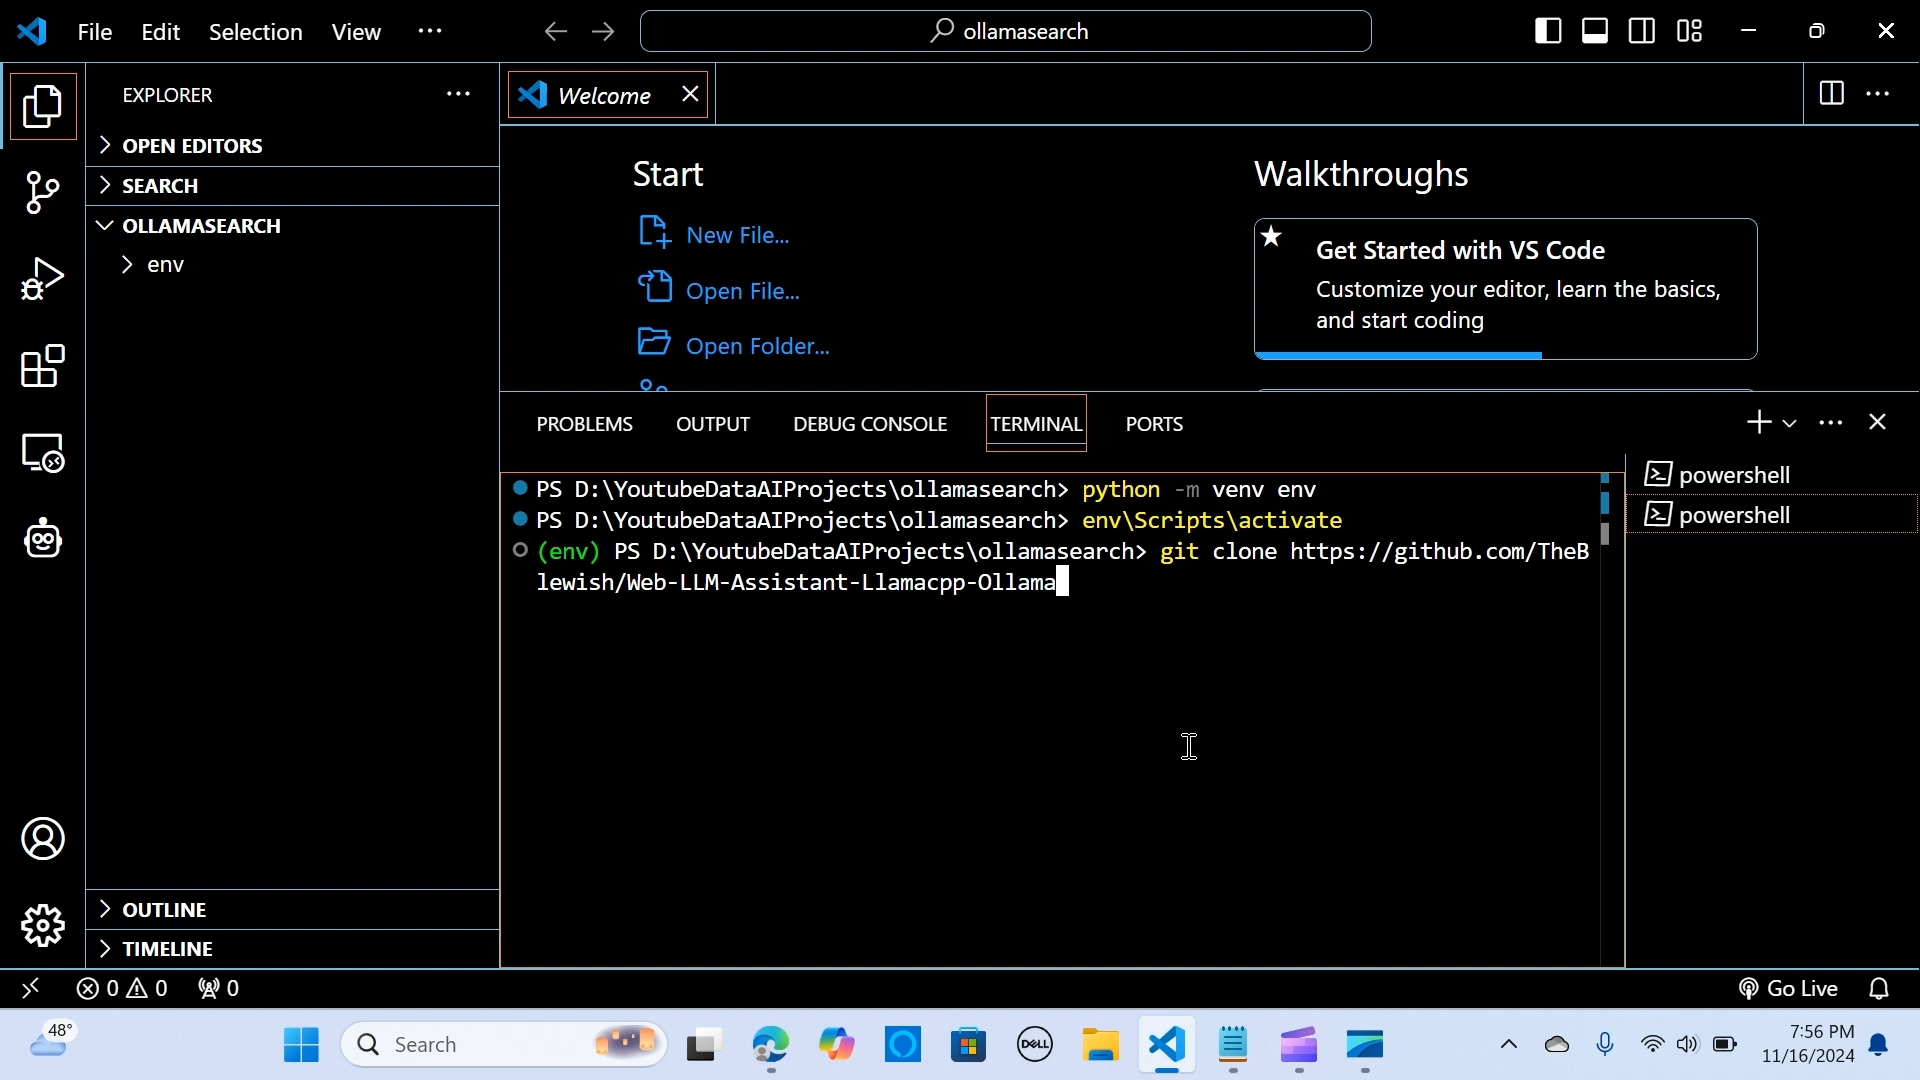 File Edit Selection View ···
ollamasearch
EXPLORER ···
Welcome
OPEN EDITORS
SEARCH
OLLAMASEARCH
env
Start
New File...
Open File...
Open Folder...
Walkthroughs
Get Started with VS Code
Customize your editor, learn the basics,
and start coding
PROBLEMS OUTPUT DEBUG CONSOLE TERMINAL PORTS
PS D:\YoutubeDataAIProjects\ollamasearch> python -m venv env
PS D:\YoutubeDataAIProjects\ollamasearch> env\Scripts\activate
(env) PS D:\YoutubeDataAIProjects\ollamasearch> git clone https://github.com/TheB
lewish/Web-LLM-Assistant-Llamacpp-Ollama
powershell
powershell
OUTLINE
TIMELINE
0 0 0
Go Live
48°
Search
DELL
7:56 PM
11/16/2024